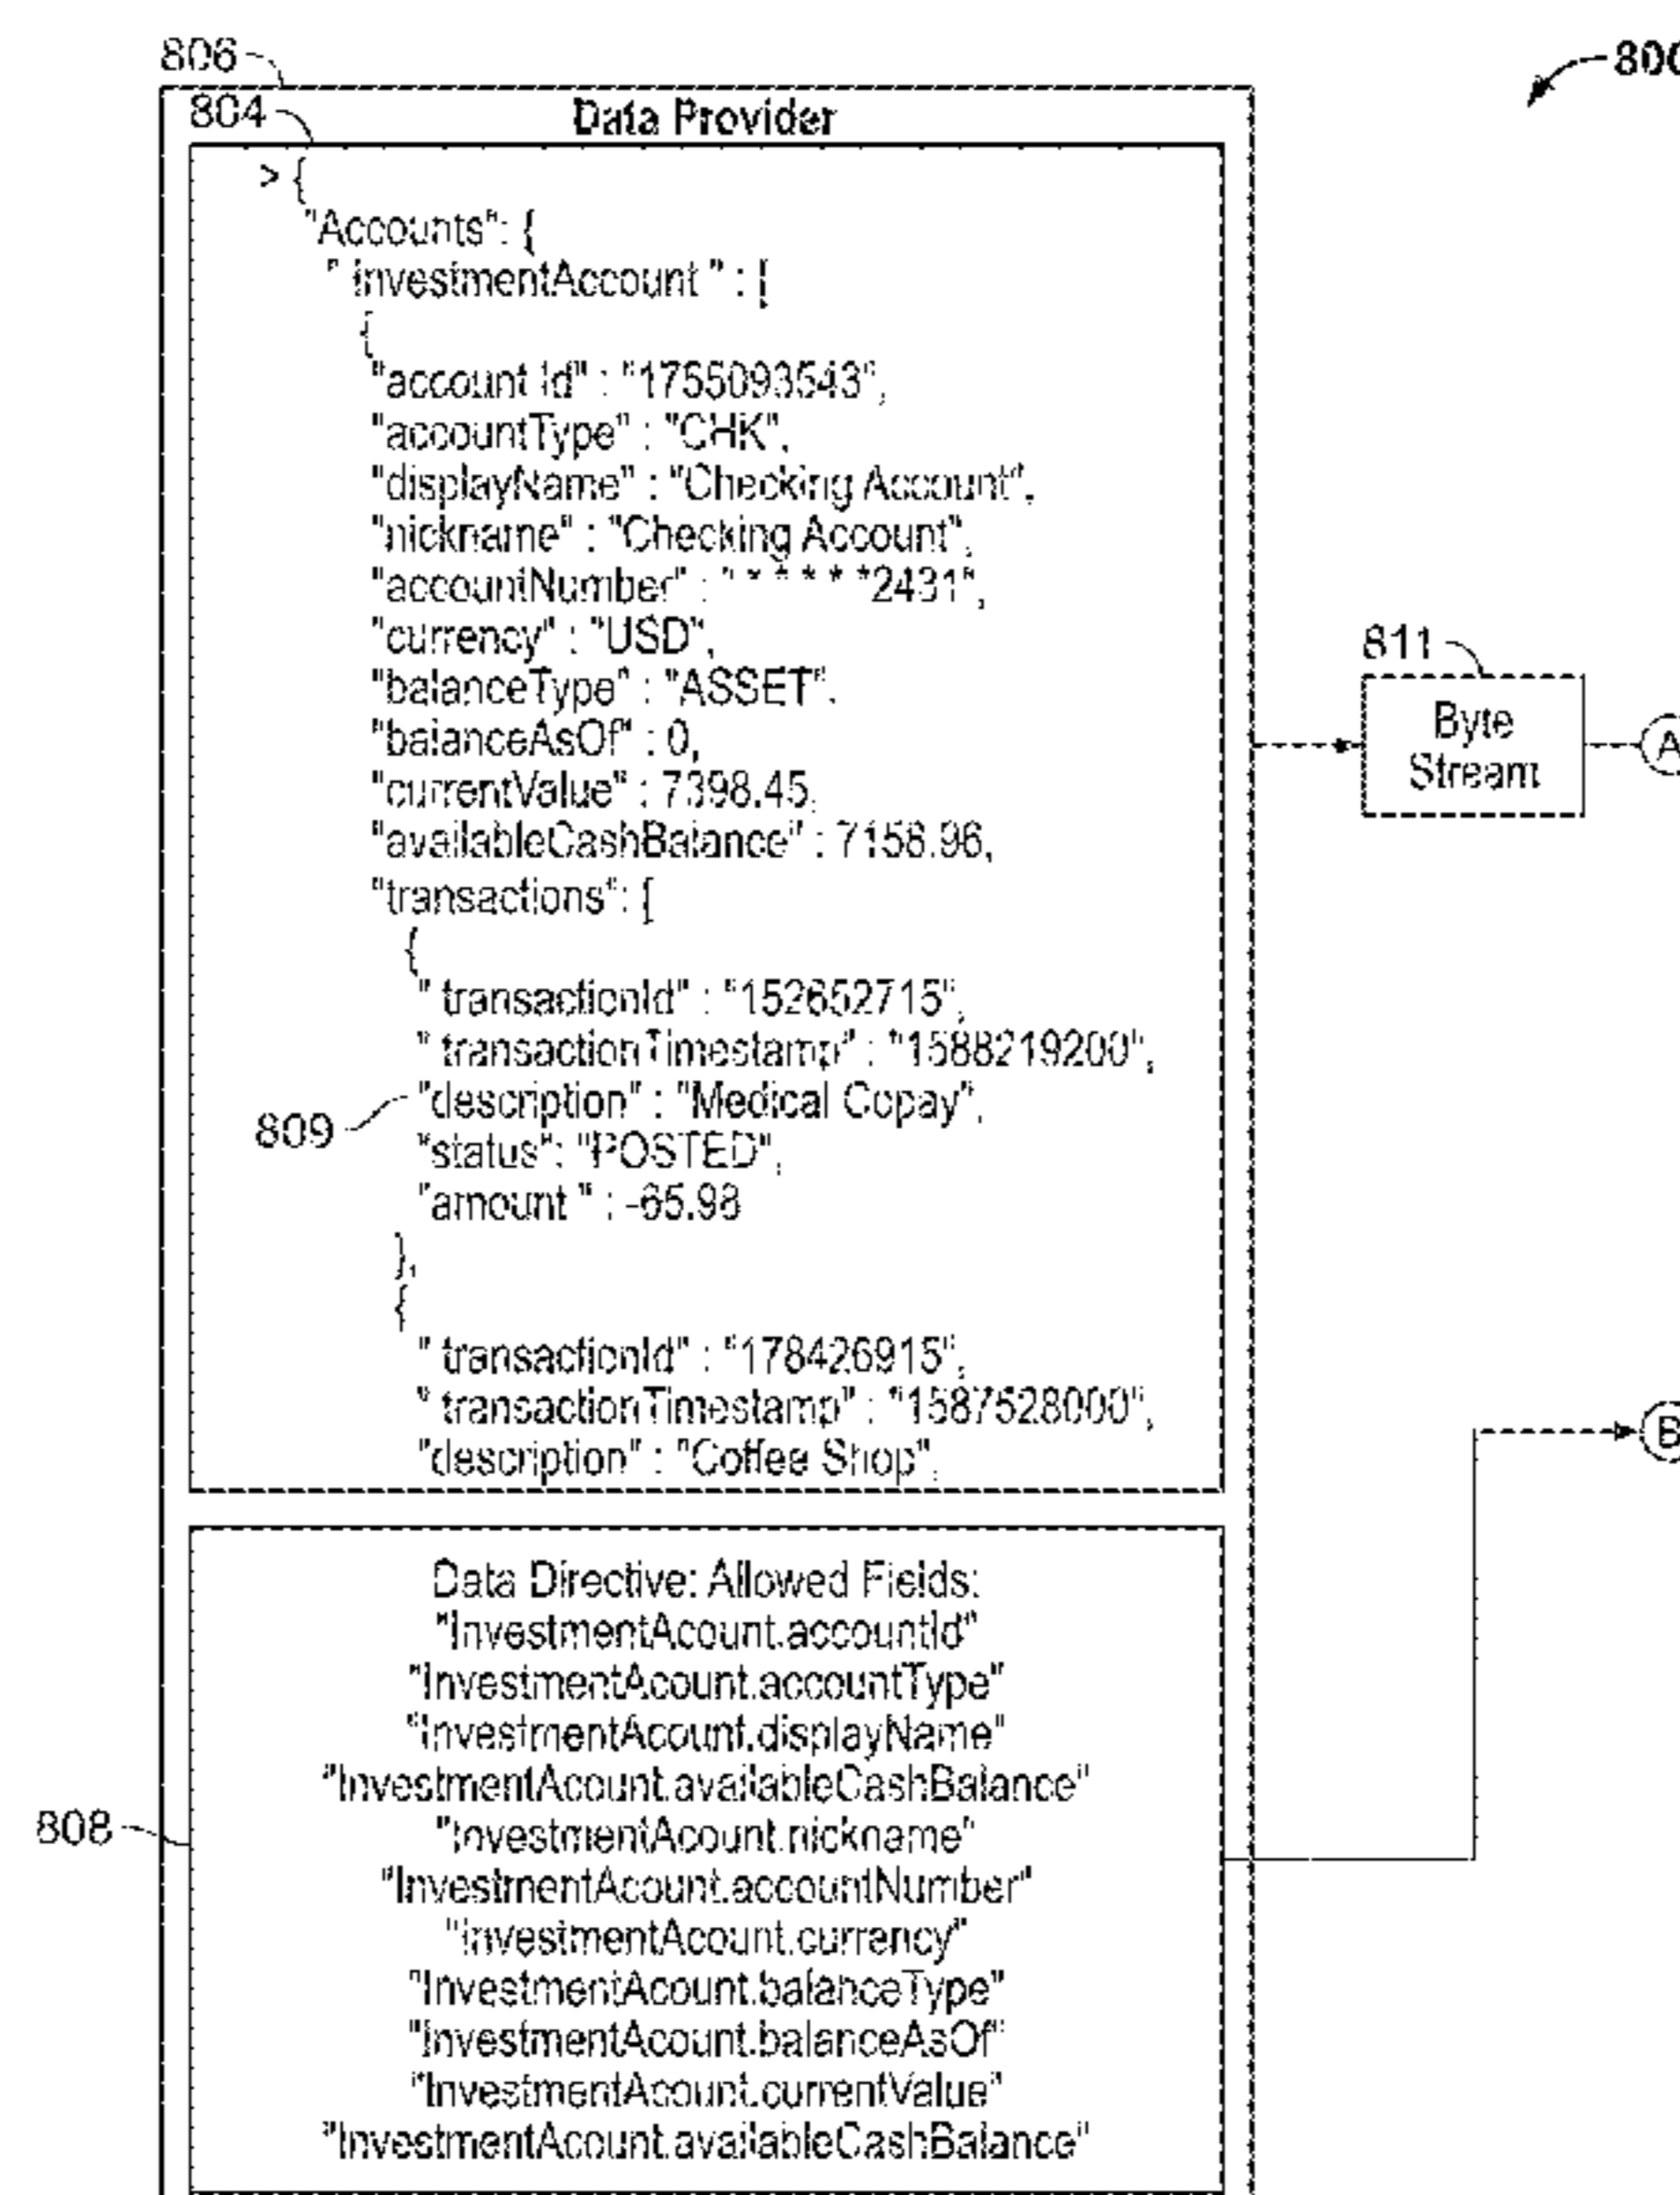 806
800
804
Data Provider
> {
"Accounts": {
" investmentAccount " : [
{
"account Id" : "1755093543",
"accountType" : "CHK",
"displayName" : "Checking Account",
"nickname" : "Checking Account",
"accountNumber" : " * * * * *2431",
"currency" : "USD",
"balanceType" : "ASSET",
"balanceAsOf" : 0,
"currentValue" : 7398.45,
"availableCashBalance" : 7158.96,
"transactions": [
{
" transactionId" : "152652715",
" transactionTimestamp" : "1588219200",
809
"description" : "Medical Copay",
"status": "POSTED",
"amount " : -65.98
},
{
" transactionId" : "178426915",
" transactionTimestamp" : "1587528000",
"description" : "Coffee Shop",
811
Byte
Stream
A
B
808
Data Directive: Allowed Fields:
"InvestmentAcount.accountId"
"InvestmentAcount.accountType"
"InvestmentAcount.displayName"
"InvestmentAcount.availableCashBalance"
"InvestmentAcount.nickname"
"InvestmentAcount.accountNumber"
"InvestmentAcount.currency"
"InvestmentAcount.balanceType"
"InvestmentAcount.balanceAsOf"
"InvestmentAcount.currentValue"
"InvestmentAcount.availableCashBalance"